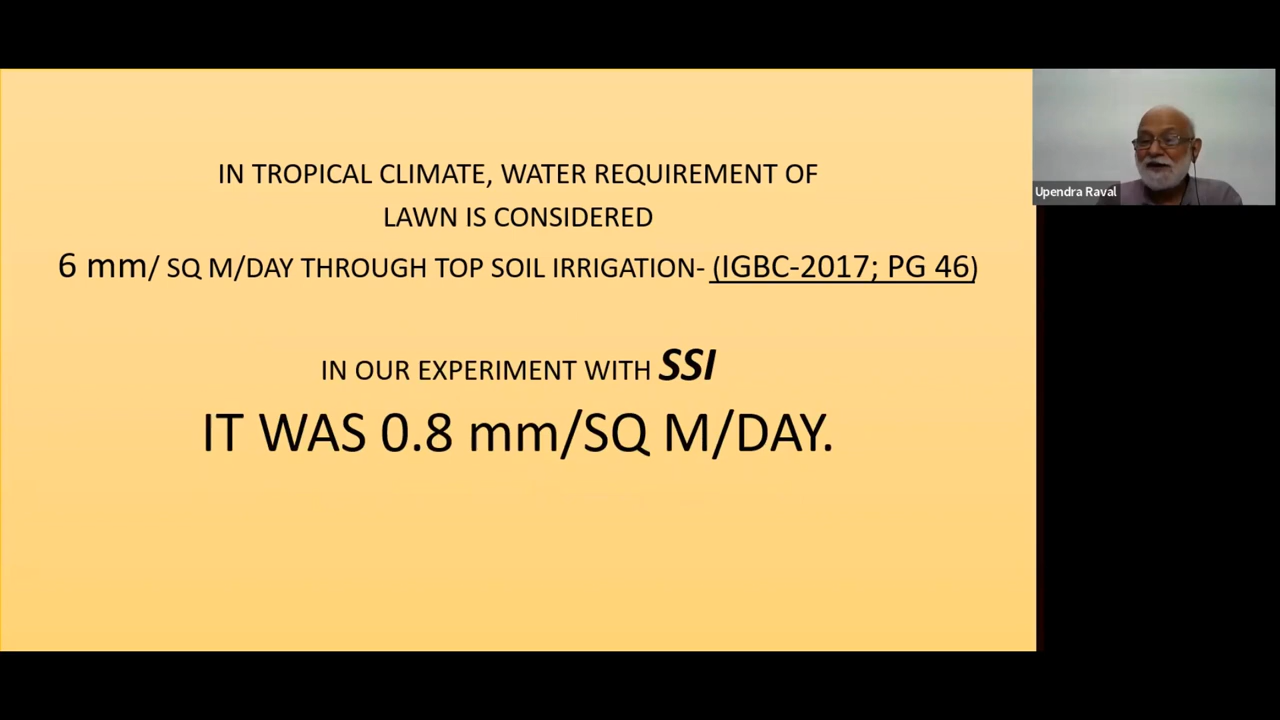 IN TROPICAL CLIMATE, WATER REQUIREMENT OF
LAWN IS CONSIDERED
6 mm/ SQ M/DAY THROUGH TOP SOIL IRRIGATION- (IGBC-2017; PG 46)
IN OUR EXPERIMENT WITH SSI
IT WAS 0.8 mm/SQ M/DAY.
Upendra Raval